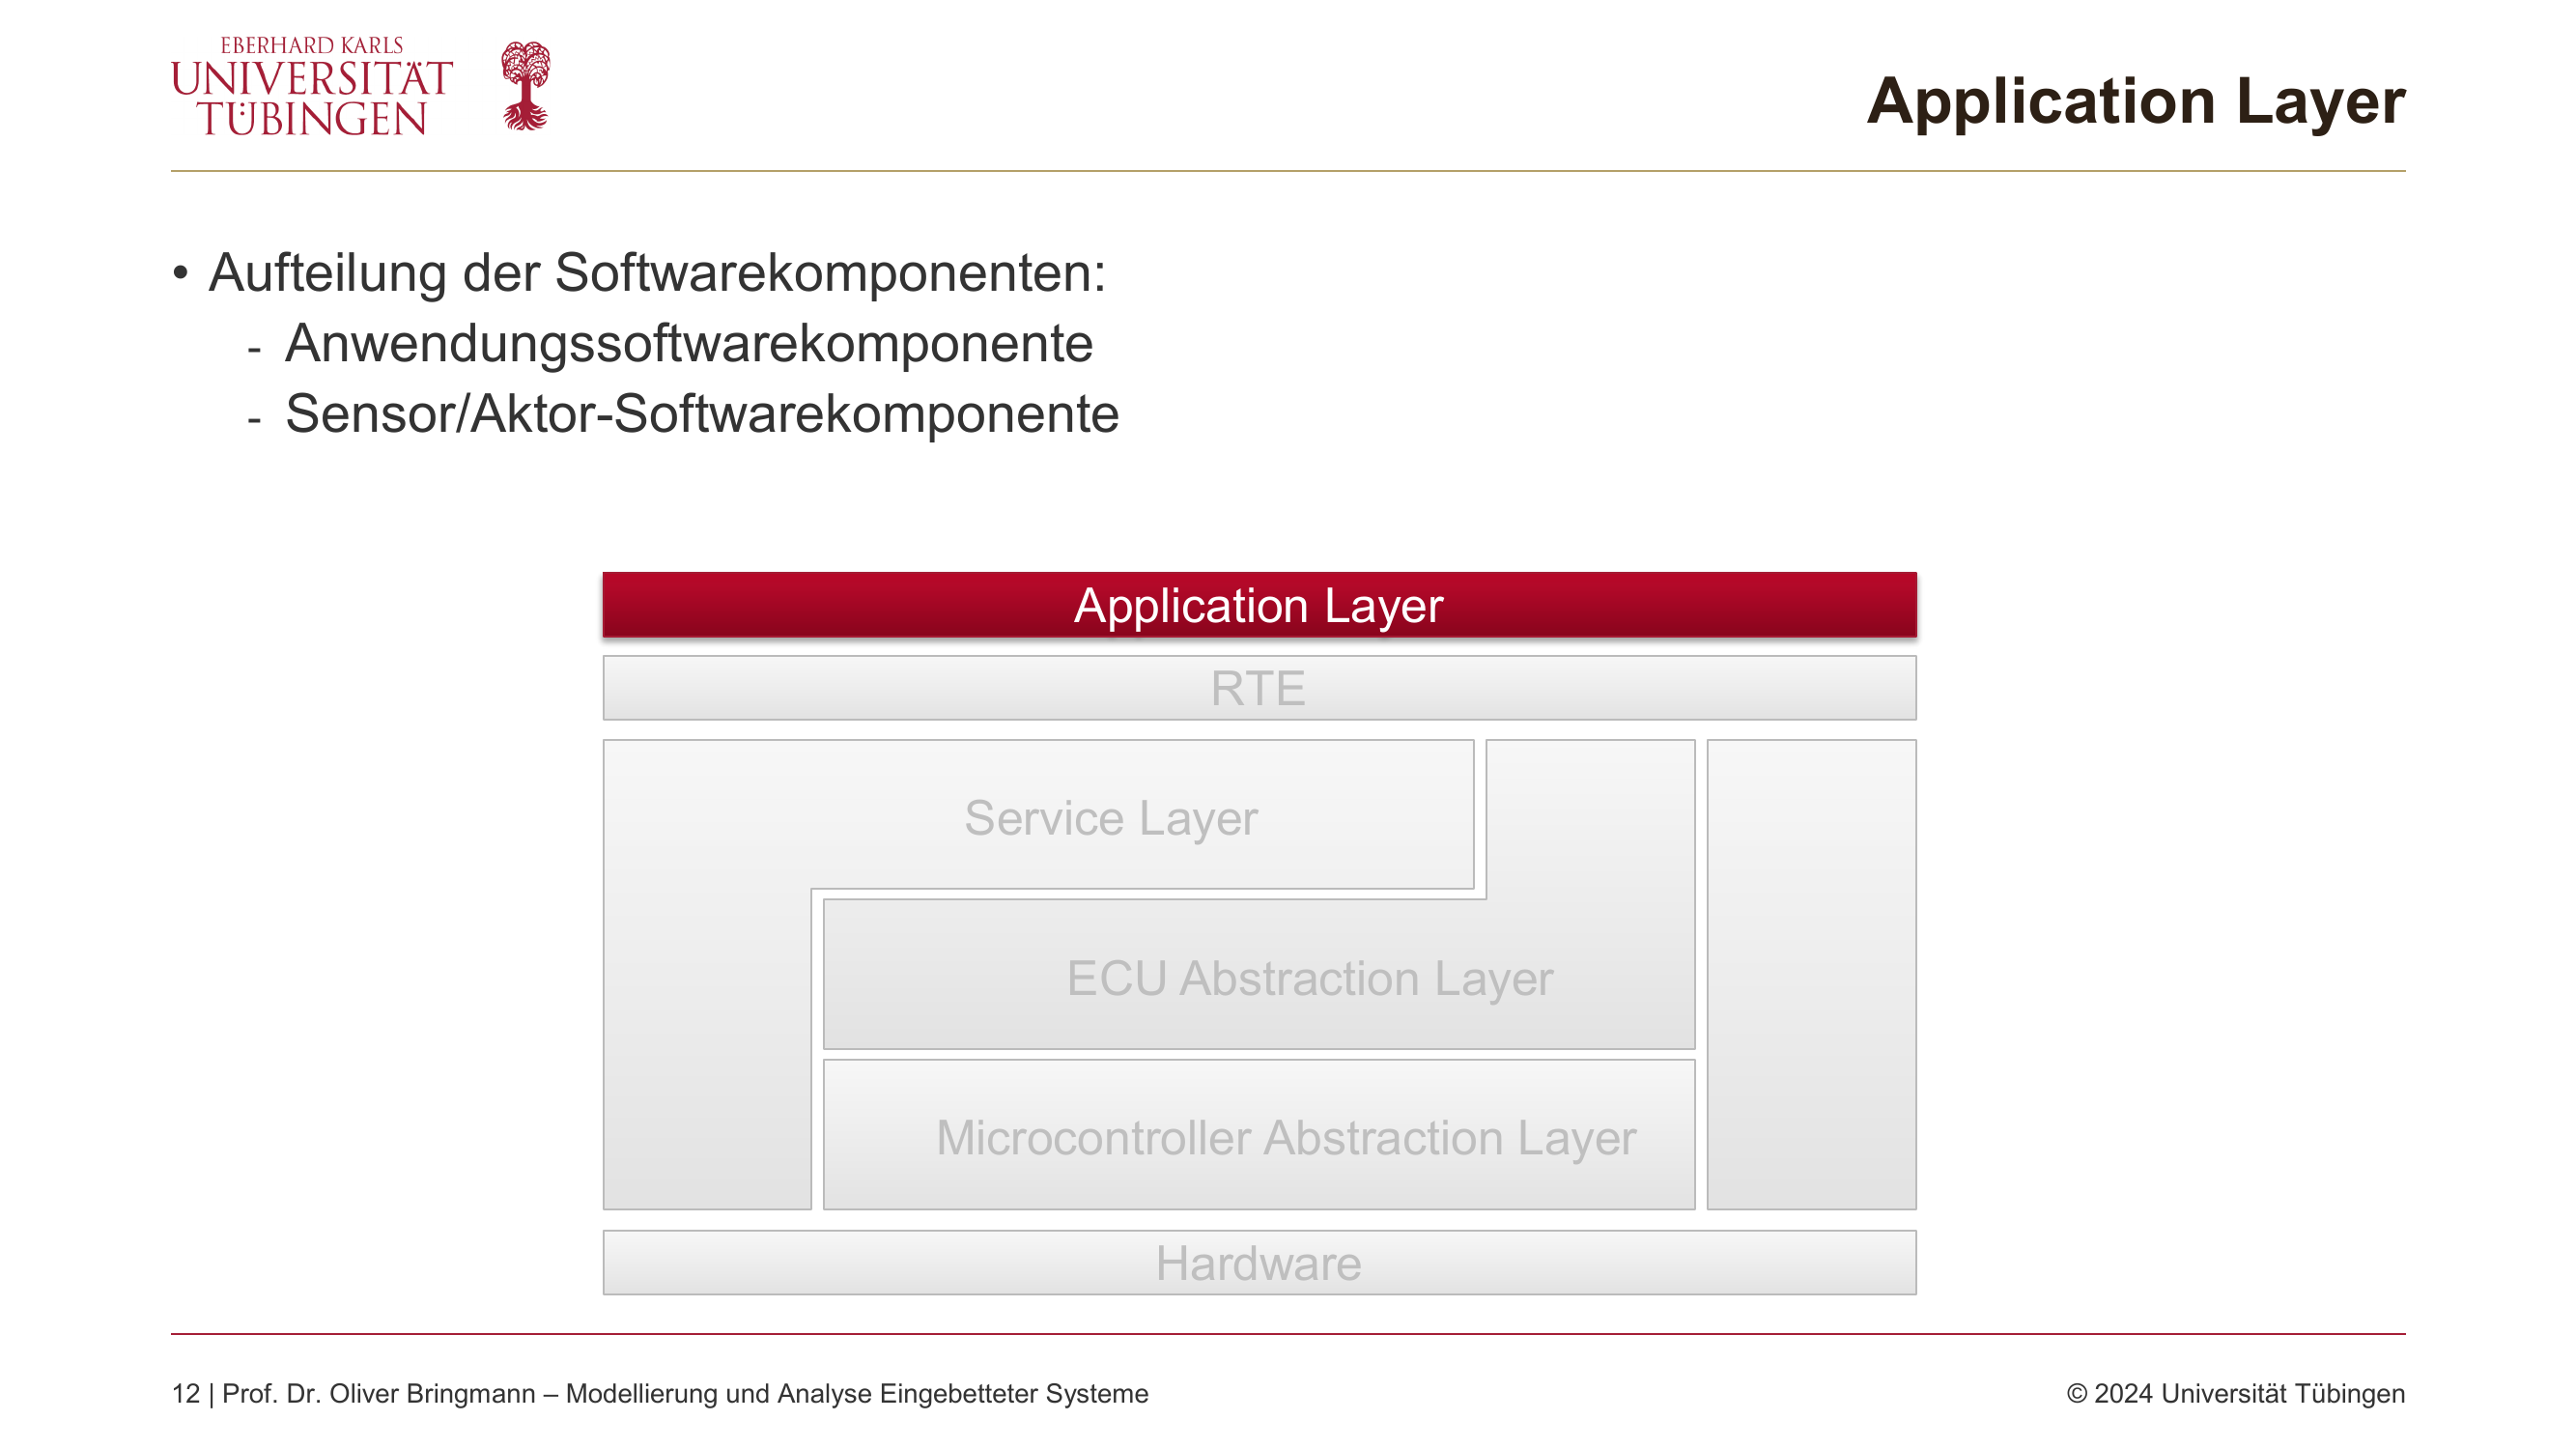 EBERHARD KARLS
UNIVERSITÄT
TÜBINGEN
Application Layer
• Aufteilung der Softwarekomponenten:
- Anwendungssoftwarekomponente
- Sensor/Aktor-Softwarekomponente
Application Layer
RTE
Service Layer
ECU Abstraction Layer
Microcontroller Abstraction Layer
Hardware
12 | Prof. Dr. Oliver Bringmann – Modellierung und Analyse Eingebetteter Systeme
© 2024 Universität Tübingen